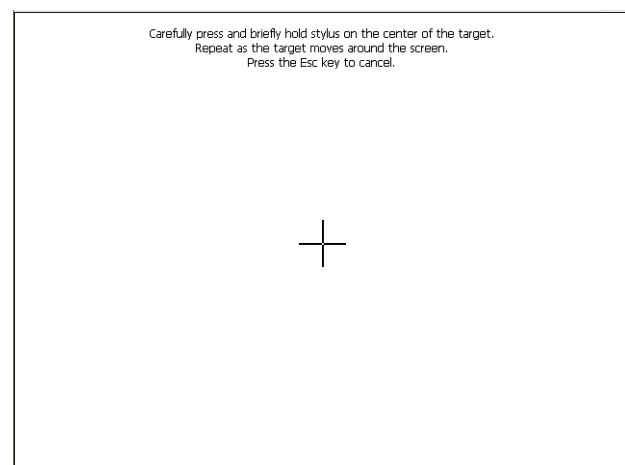 Carefully press and briefly hold stylus on the center of the target.
Repeat as the target moves around the screen.
Press the Esc key to cancel.